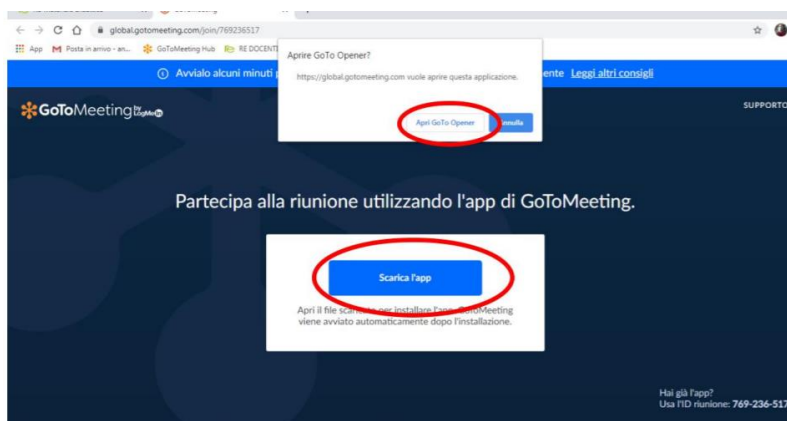 global.gotomeeting.com/join/769236517
App Posta in arrivo - an... GoToMeeting Hub RE DOCENTI
Aprire GoTo Opener?
https://global.gotomeeting.com vuole aprire questa applicazione.
Apri GoTo Opener
Avvialo alcuni minuti
ente Leggi altri consigli
GoToMeeting by LogMeIn
SUPPORTO
Partecipa alla riunione utilizzando l'app di GoToMeeting.
Scarica l'app
Apri il file per installare l'app. GoToMeeting
viene avviato automaticamente dopo l'installazione.
Hai già l'app?
Usa l'ID riunione: 769-236-517